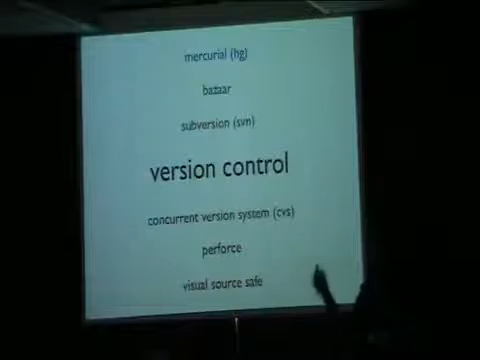 mercurial (hg)
bazaar
subversion (svn)
version control
concurrent version system (cvs)
perforce
visual source safe